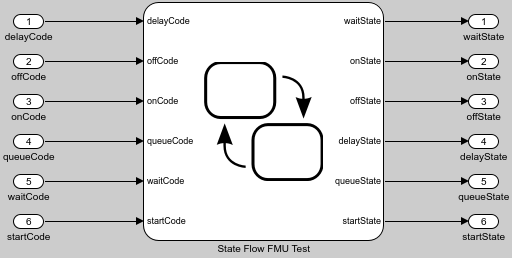 1 delayCode waitState 1
delayCode waitState
2 offCode onState 2
offCode onState
3 onCode offState 3
onCode offState
4 queueCode delayState 4
queueCode delayState
5 waitCode queueState 5
waitCode queueState
6 startCode startState 6
startCode startState
State Flow FMU Test